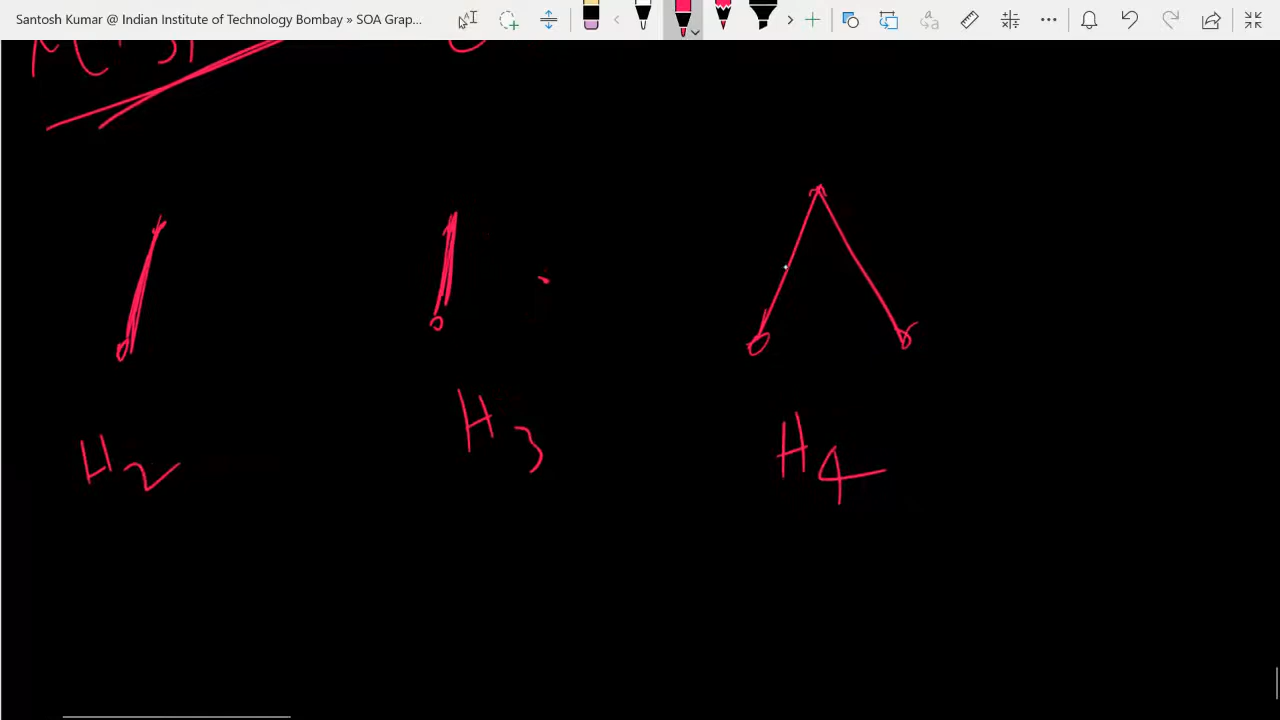 Santosh Kumar @ Indian Institute of Technology Bombay » SOA Grap...
H2
H3
H4